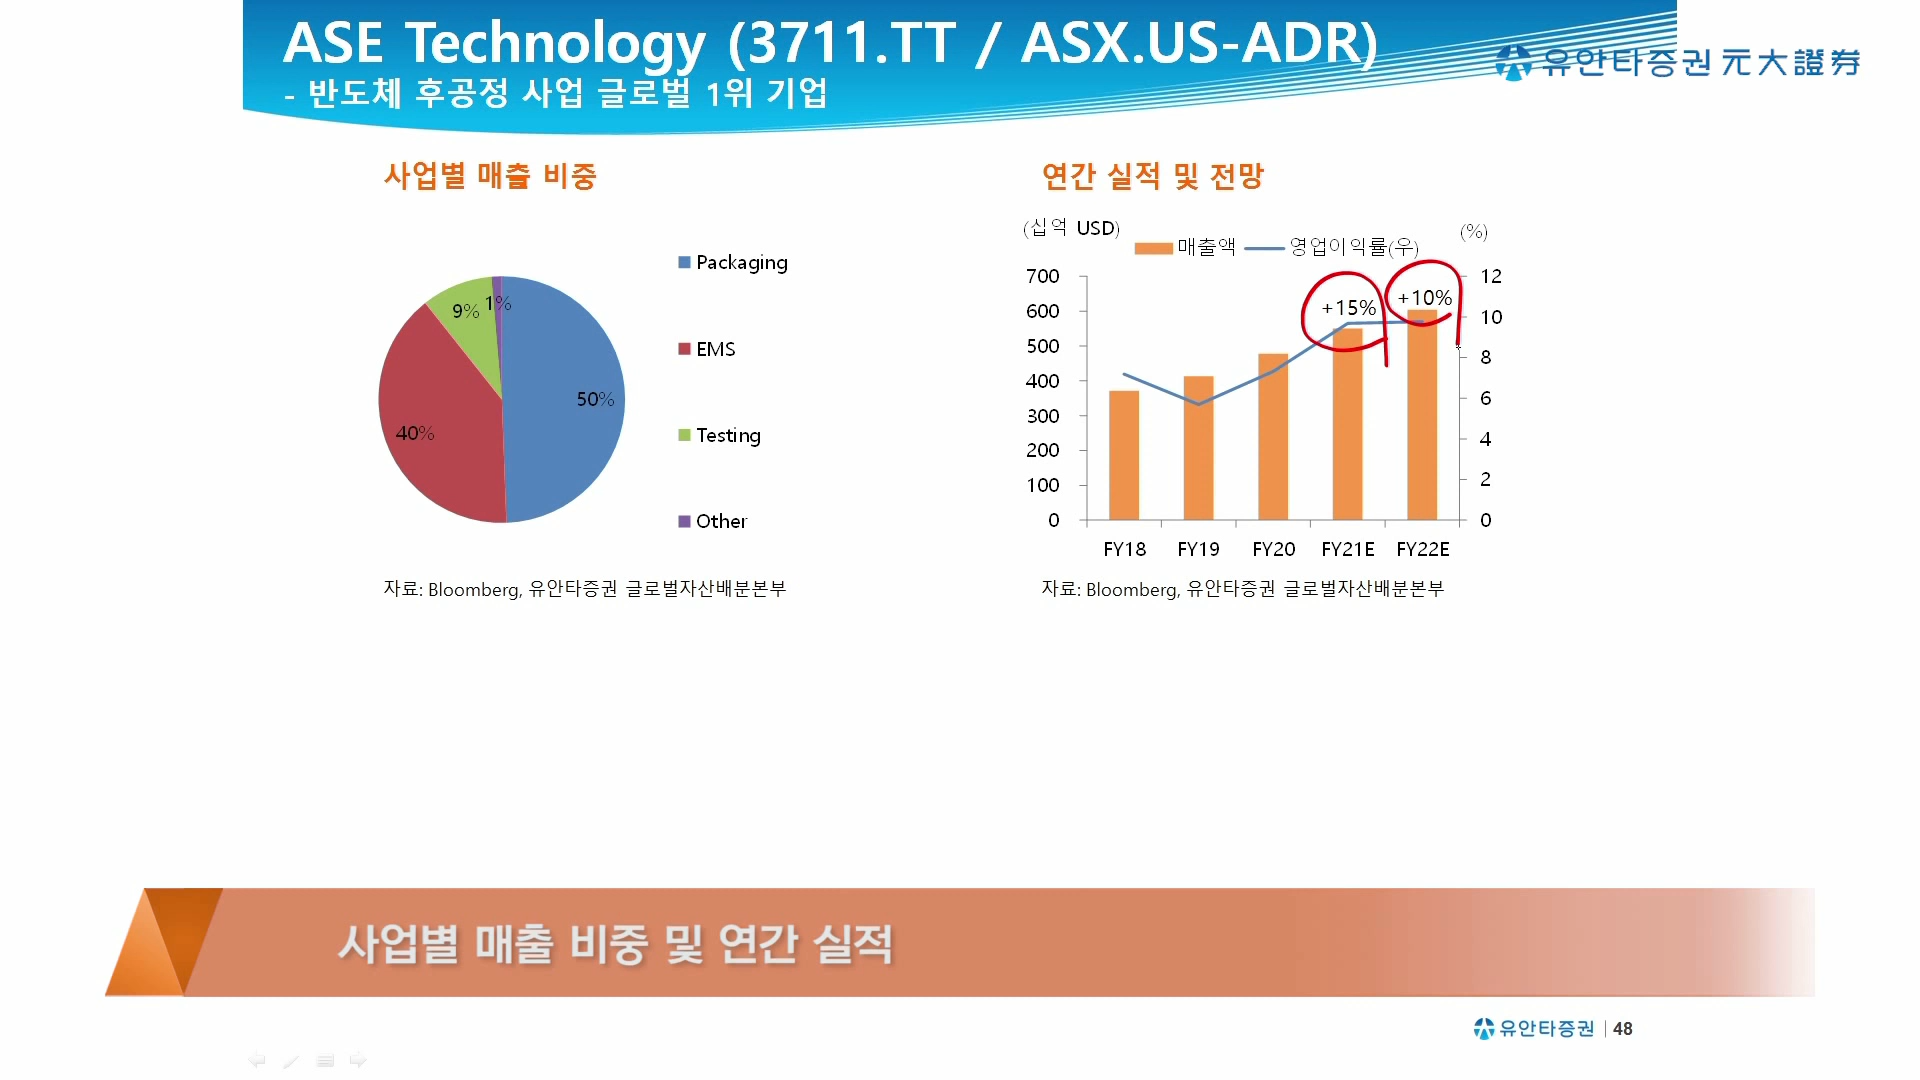 ASE Technology (3711.TT / ASX.US-ADR)
- 반도체 후공정 사업 글로벌 1위 기업
유안타증권 元大證券
사업별 매출 비중
Packaging
EMS
Testing
Other
50%
40%
9%
1%
자료: Bloomberg, 유안타증권 글로벌자산배분본부
연간 실적 및 전망
(십억 USD)
(%)
매출액
영업이익률(우)
+15%
+10%
700
600
500
400
300
200
100
0
12
10
8
6
4
2
0
FY18 FY19 FY20 FY21E FY22E
자료: Bloomberg, 유안타증권 글로벌자산배분본부
사업별 매출 비중 및 연간 실적
유안타증권 | 48